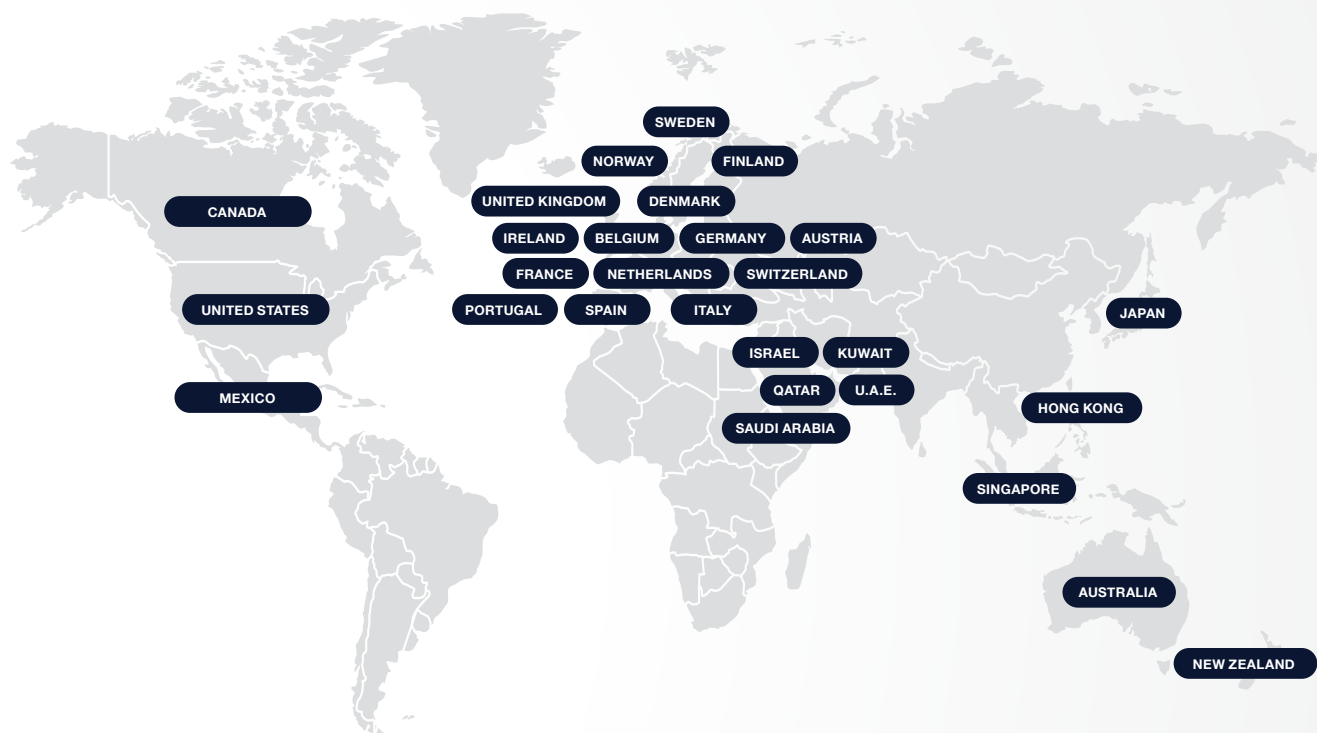 SWEDEN
NORWAY
FINLAND
CANADA
UNITED KINGDOM
DENMARK
IRELAND
BELGIUM
GERMANY
AUSTRIA
FRANCE
NETHERLANDS
SWITZERLAND
UNITED STATES
PORTUGAL
SPAIN
ITALY
JAPAN
ISRAEL
KUWAIT
MEXICO
QATAR
U.A.E.
HONG KONG
SAUDI ARABIA
SINGAPORE
AUSTRALIA
NEW ZEALAND